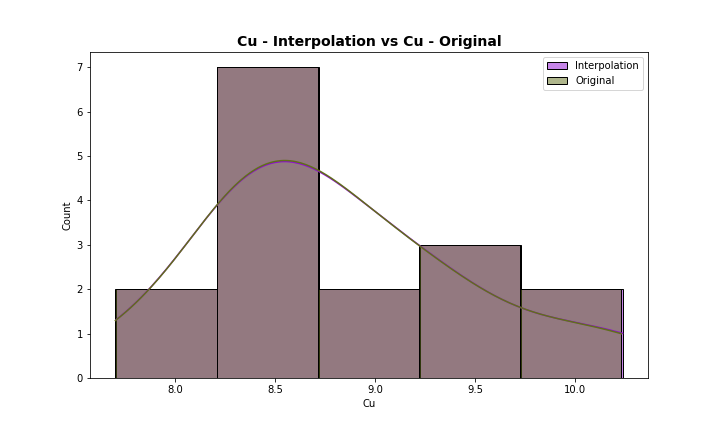 Cu - Interpolation vs Cu - Original
Interpolation
Original
7
6
5
4
3
2
1
0
Count
8.0 8.5 9.0 9.5 10.0
Cu